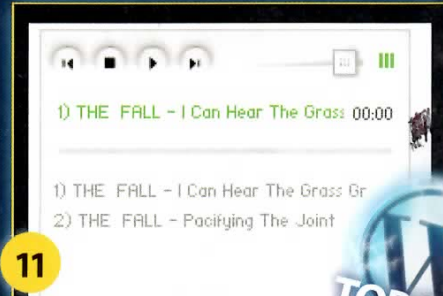 1) THE FALL - I Can Hear The Grass 00:00
1) THE FALL - I Can Hear The Grass Gr
2) THE FALL - Pacifying The Joint
11
TOP